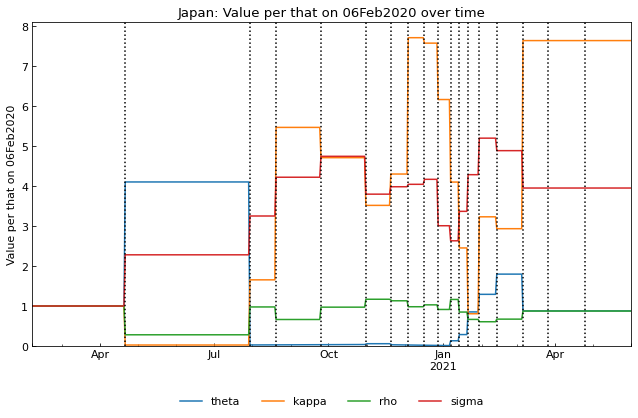 Japan: Value per that on 06Feb2020 over time
Value per that on 06Feb2020
8
7
6
5
4
3
2
1
0
Apr Jul Oct Jan Apr
2021
theta kappa rho sigma